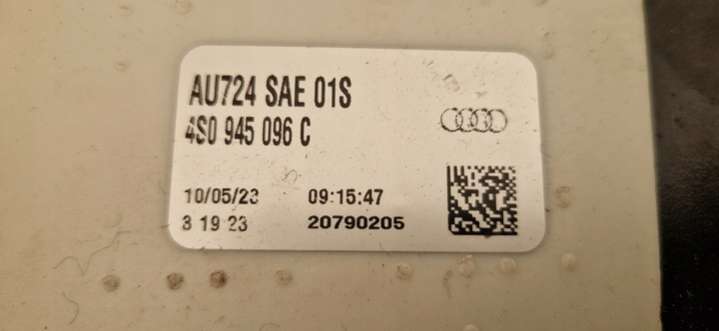 AU724 SAE 01S
4S0 945 096 C
10/05/23 09:15:47
3 19 23 20790205